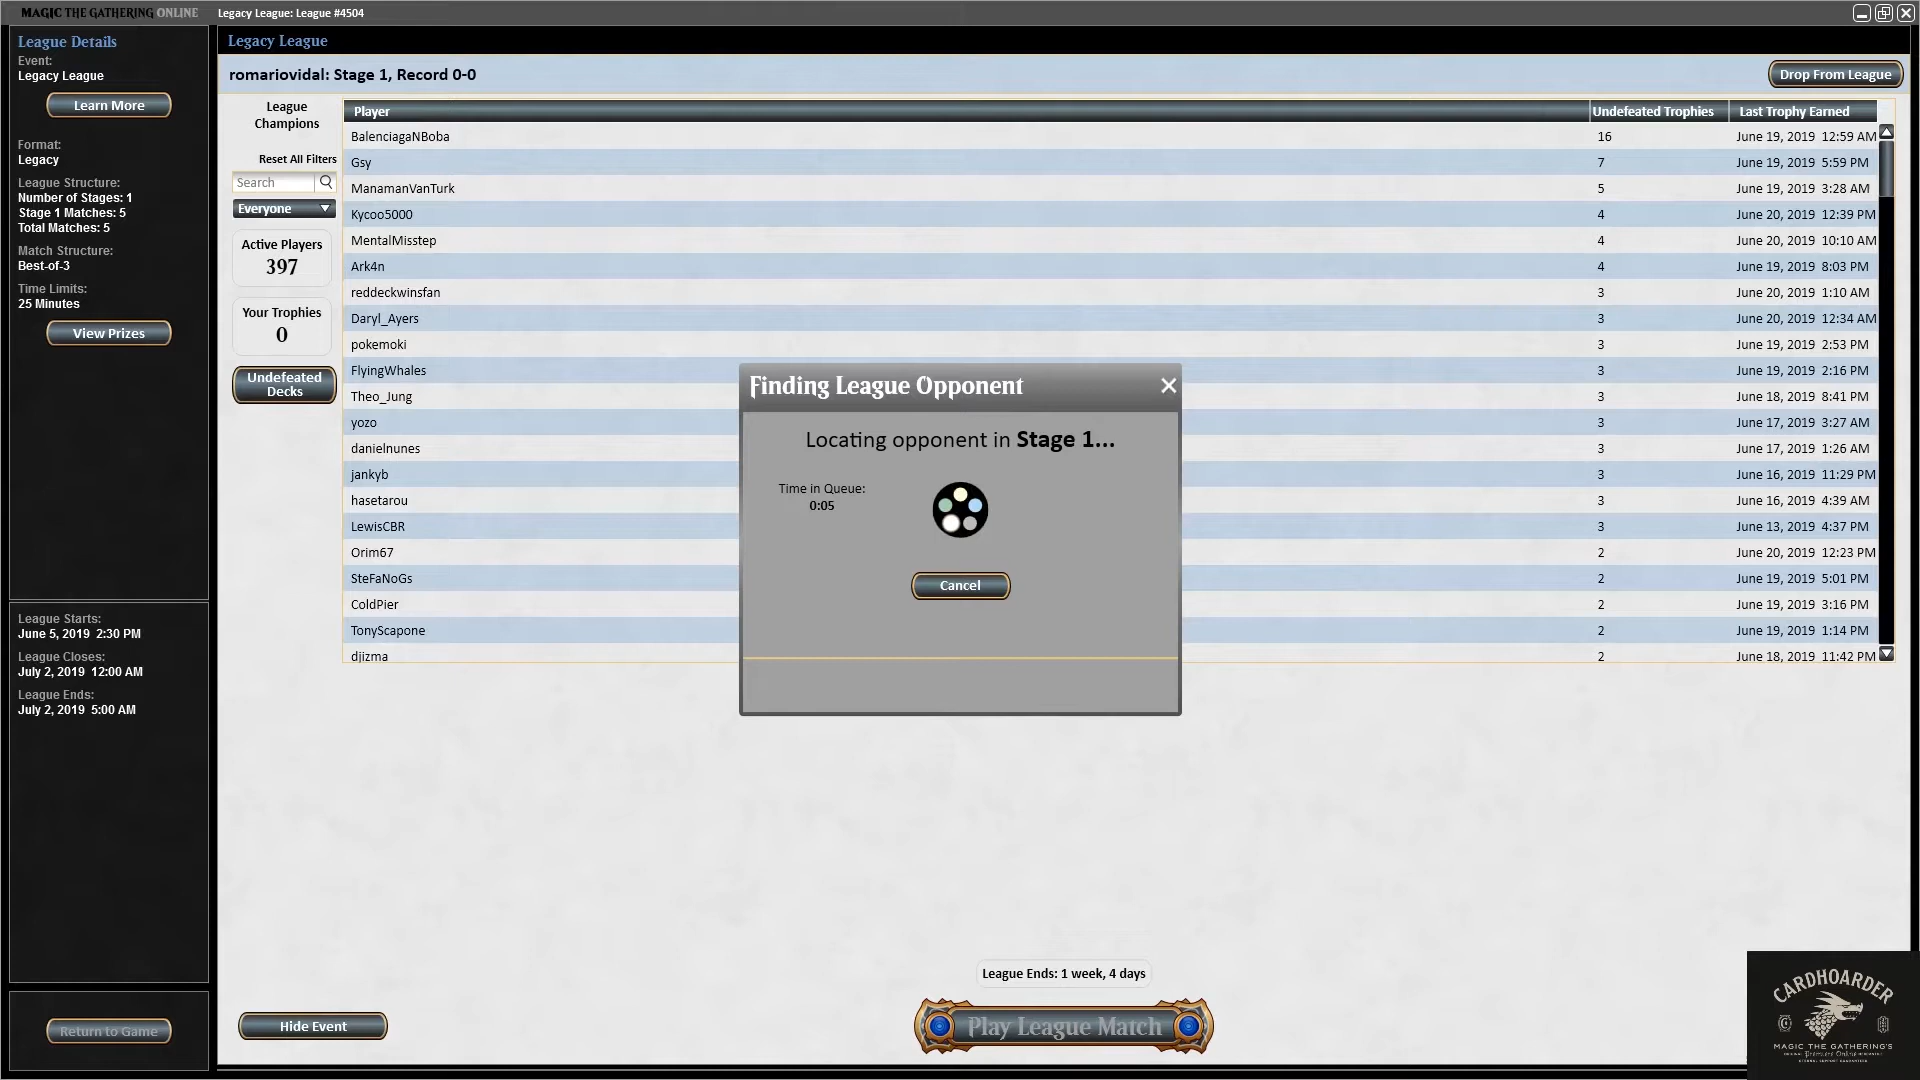 MAGIC THE GATHERING ONLINE
Legacy League: League #4504
League Details
Event:
Legacy League
Learn More
Format:
Legacy
League Structure:
Number of Stages: 1
Stage 1 Matches: 5
Total Matches: 5
Match Structure:
Best-of-3
Time Limits:
25 Minutes
View Prizes
League Starts:
June 5, 2019 2:30 PM
League Closes:
July 2, 2019 12:00 AM
League Ends:
July 2, 2019 5:00 AM
Return to Game
Legacy League
romariovidal: Stage 1, Record 0-0
Drop From League
League
Champions
Reset All Filters
Search
Everyone
Active Players
397
Your Trophies
0
Undefeated
Decks
Player Undefeated Trophies Last Trophy Earned
BalenciagaNBoba 16 June 19, 2019 12:59 AM
Gsy 7 June 19, 2019 5:59 PM
ManamanVanTurk 5 June 19, 2019 3:28 AM
Kycoo5000 4 June 20, 2019 12:39 PM
MentalMisstep 4 June 20, 2019 10:10 AM
Ark4n 4 June 19, 2019 8:03 PM
reddeckwinsfan 3 June 20, 2019 1:10 AM
Daryl_Ayers 3 June 20, 2019 12:34 AM
pokemoki 3 June 19, 2019 2:53 PM
FlyingWhales 3 June 19, 2019 2:16 PM
Theo_Jung 3 June 18, 2019 8:41 PM
yozo 3 June 17, 2019 3:27 AM
danielnunes 3 June 17, 2019 1:26 AM
jankyb 3 June 16, 2019 11:29 PM
hasetarou 3 June 16, 2019 4:39 AM
LewisCBR 3 June 13, 2019 4:37 PM
Orim67 2 June 20, 2019 12:23 PM
SteFaNoGs 2 June 19, 2019 5:01 PM
ColdPier 2 June 19, 2019 3:16 PM
TonyScapone 2 June 19, 2019 1:14 PM
djizma 2 June 18, 2019 11:42 PM
Finding League Opponent
Locating opponent in Stage 1...
Time in Queue:
0:05
Cancel
League Ends: 1 week, 4 days
Hide Event
Play League Match
CARDHOARDER
MAGIC THE GATHERING'S